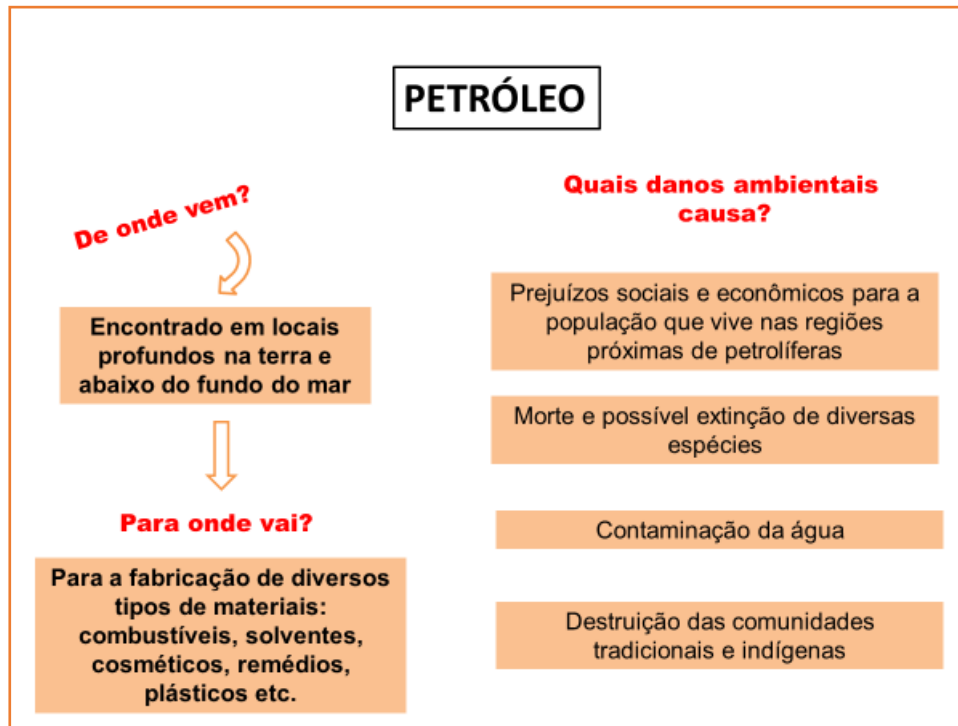 PETRÓLEO
De onde vem?
Encontrado em locais
profundos na terra e
abaixo do fundo do mar
Para onde vai?
Para a fabricação de diversos
tipos de materiais:
combustíveis, solventes,
cosméticos, remédios,
plásticos etc.
Quais danos ambientais
causa?
Prejuízos sociais e econômicos para a
população que vive nas regiões
próximas de petrolíferas
Morte e possível extinção de diversas
espécies
Contaminação da água
Destruição das comunidades
tradicionais e indígenas